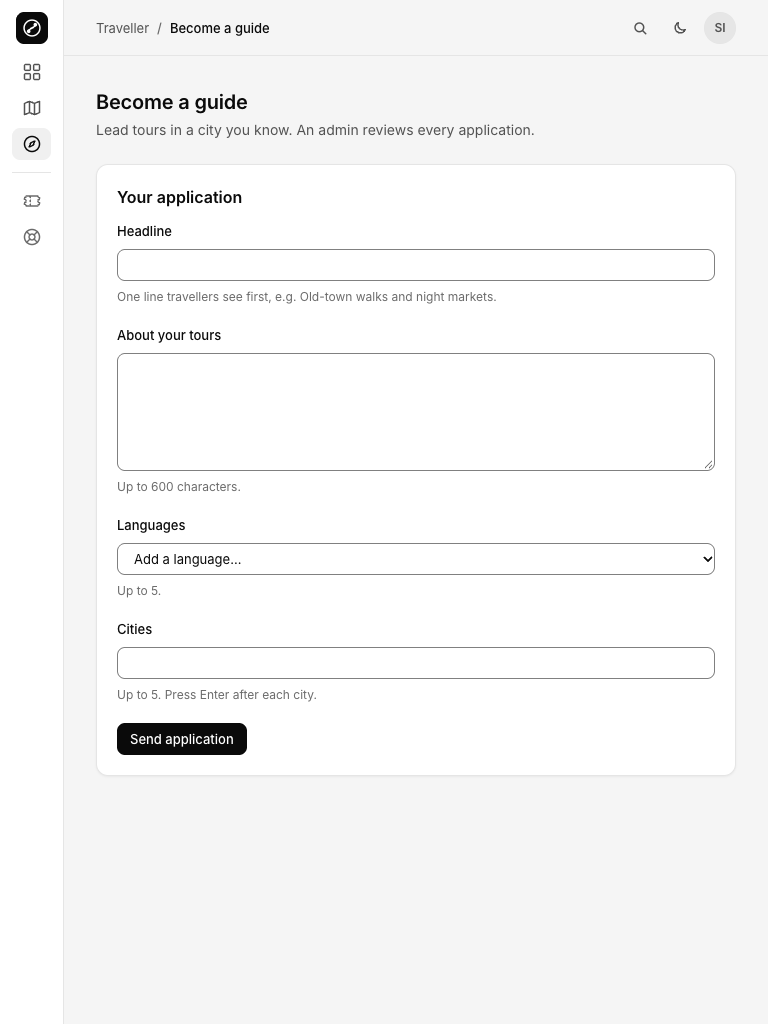 Traveller / Become a guide
SI
Become a guide
Lead tours in a city you know. An admin reviews every application.
Your application
Headline
One line travellers see first, e.g. Old-town walks and night markets.
About your tours
Up to 600 characters.
Languages
Add a language...
Up to 5.
Cities
Up to 5. Press Enter after each city.
Send application